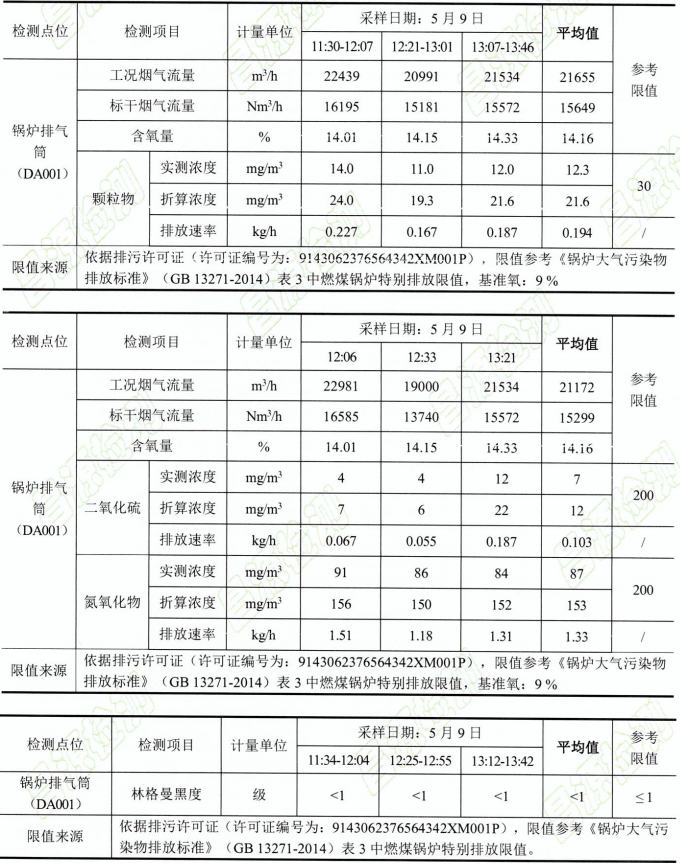 检测点位 检测项目 计量单位 采样日期：5 月 9 日 平均值 参考限值
11:30-12:07 12:21-13:01 13:07-13:46
锅炉排气筒（DA001） 工况烟气流量 m³/h 22439 20991 21534 21655
标干烟气流量 Nm³/h 16195 15181 15572 15649
含氧量 % 14.01 14.15 14.33 14.16
颗粒物 实测浓度 mg/m³ 14.0 11.0 12.0 12.3 30
折算浓度 mg/m³ 24.0 19.3 21.6 21.6
排放速率 kg/h 0.227 0.167 0.187 0.194 /
限值来源 依据排污许可证（许可证编号为：9143062376564342XM001P），限值参考《锅炉大气污染物
排放标准》（GB 13271-2014）表 3 中燃煤锅炉特别排放限值，基准氧：9 %
检测点位 检测项目 计量单位 采样日期：5 月 9 日 平均值 参考限值
12:06 12:33 13:21
锅炉排气筒（DA001） 工况烟气流量 m³/h 22981 19000 21534 21172
标干烟气流量 Nm³/h 16585 13740 15572 15299
含氧量 % 14.01 14.15 14.33 14.16
二氧化硫 实测浓度 mg/m³ 4 4 12 7 200
折算浓度 mg/m³ 7 6 22 12
排放速率 kg/h 0.067 0.055 0.187 0.103 /
氮氧化物 实测浓度 mg/m³ 91 86 84 87 200
折算浓度 mg/m³ 156 150 152 153
排放速率 kg/h 1.51 1.18 1.31 1.33 /
限值来源 依据排污许可证（许可证编号为：9143062376564342XM001P），限值参考《锅炉大气污染物
排放标准》（GB 13271-2014）表 3 中燃煤锅炉特别排放限值，基准氧：9 %
检测点位 检测项目 计量单位 采样日期：5 月 9 日 平均值 参考限值
11:34-12:04 12:25-12:55 13:12-13:42
锅炉排气筒（DA001） 林格曼黑度 级 <1 <1 <1 <1 ≤1
限值来源 依据排污许可证（许可证编号为：9143062376564342XM001P），限值参考《锅炉大气污
染物排放标准》（GB 13271-2014）表 3 中燃煤锅炉特别排放限值。